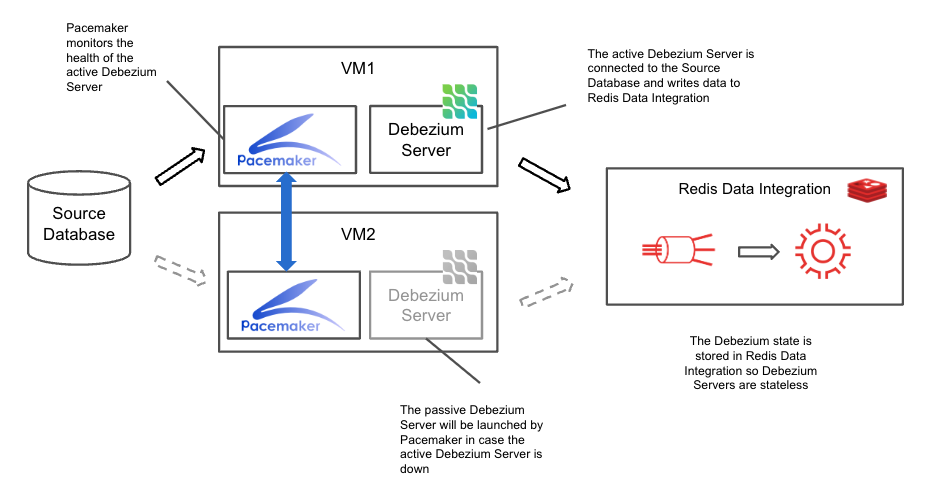 Pacemaker
monitors the
health of the
active Debezium
Server
VM1
Pacemaker
Debezium
Server
The active Debezium Server is
connected to the Source
Database and writes data to
Redis Data Integration
Source
Database
VM2
Pacemaker
Debezium
Server
Redis Data Integration
The Debezium state is
stored in Redis Data
Integration so Debezium
Servers are stateless
The passive Debezium
Server will be launched by
Pacemaker in case the
active Debezium Server is
down